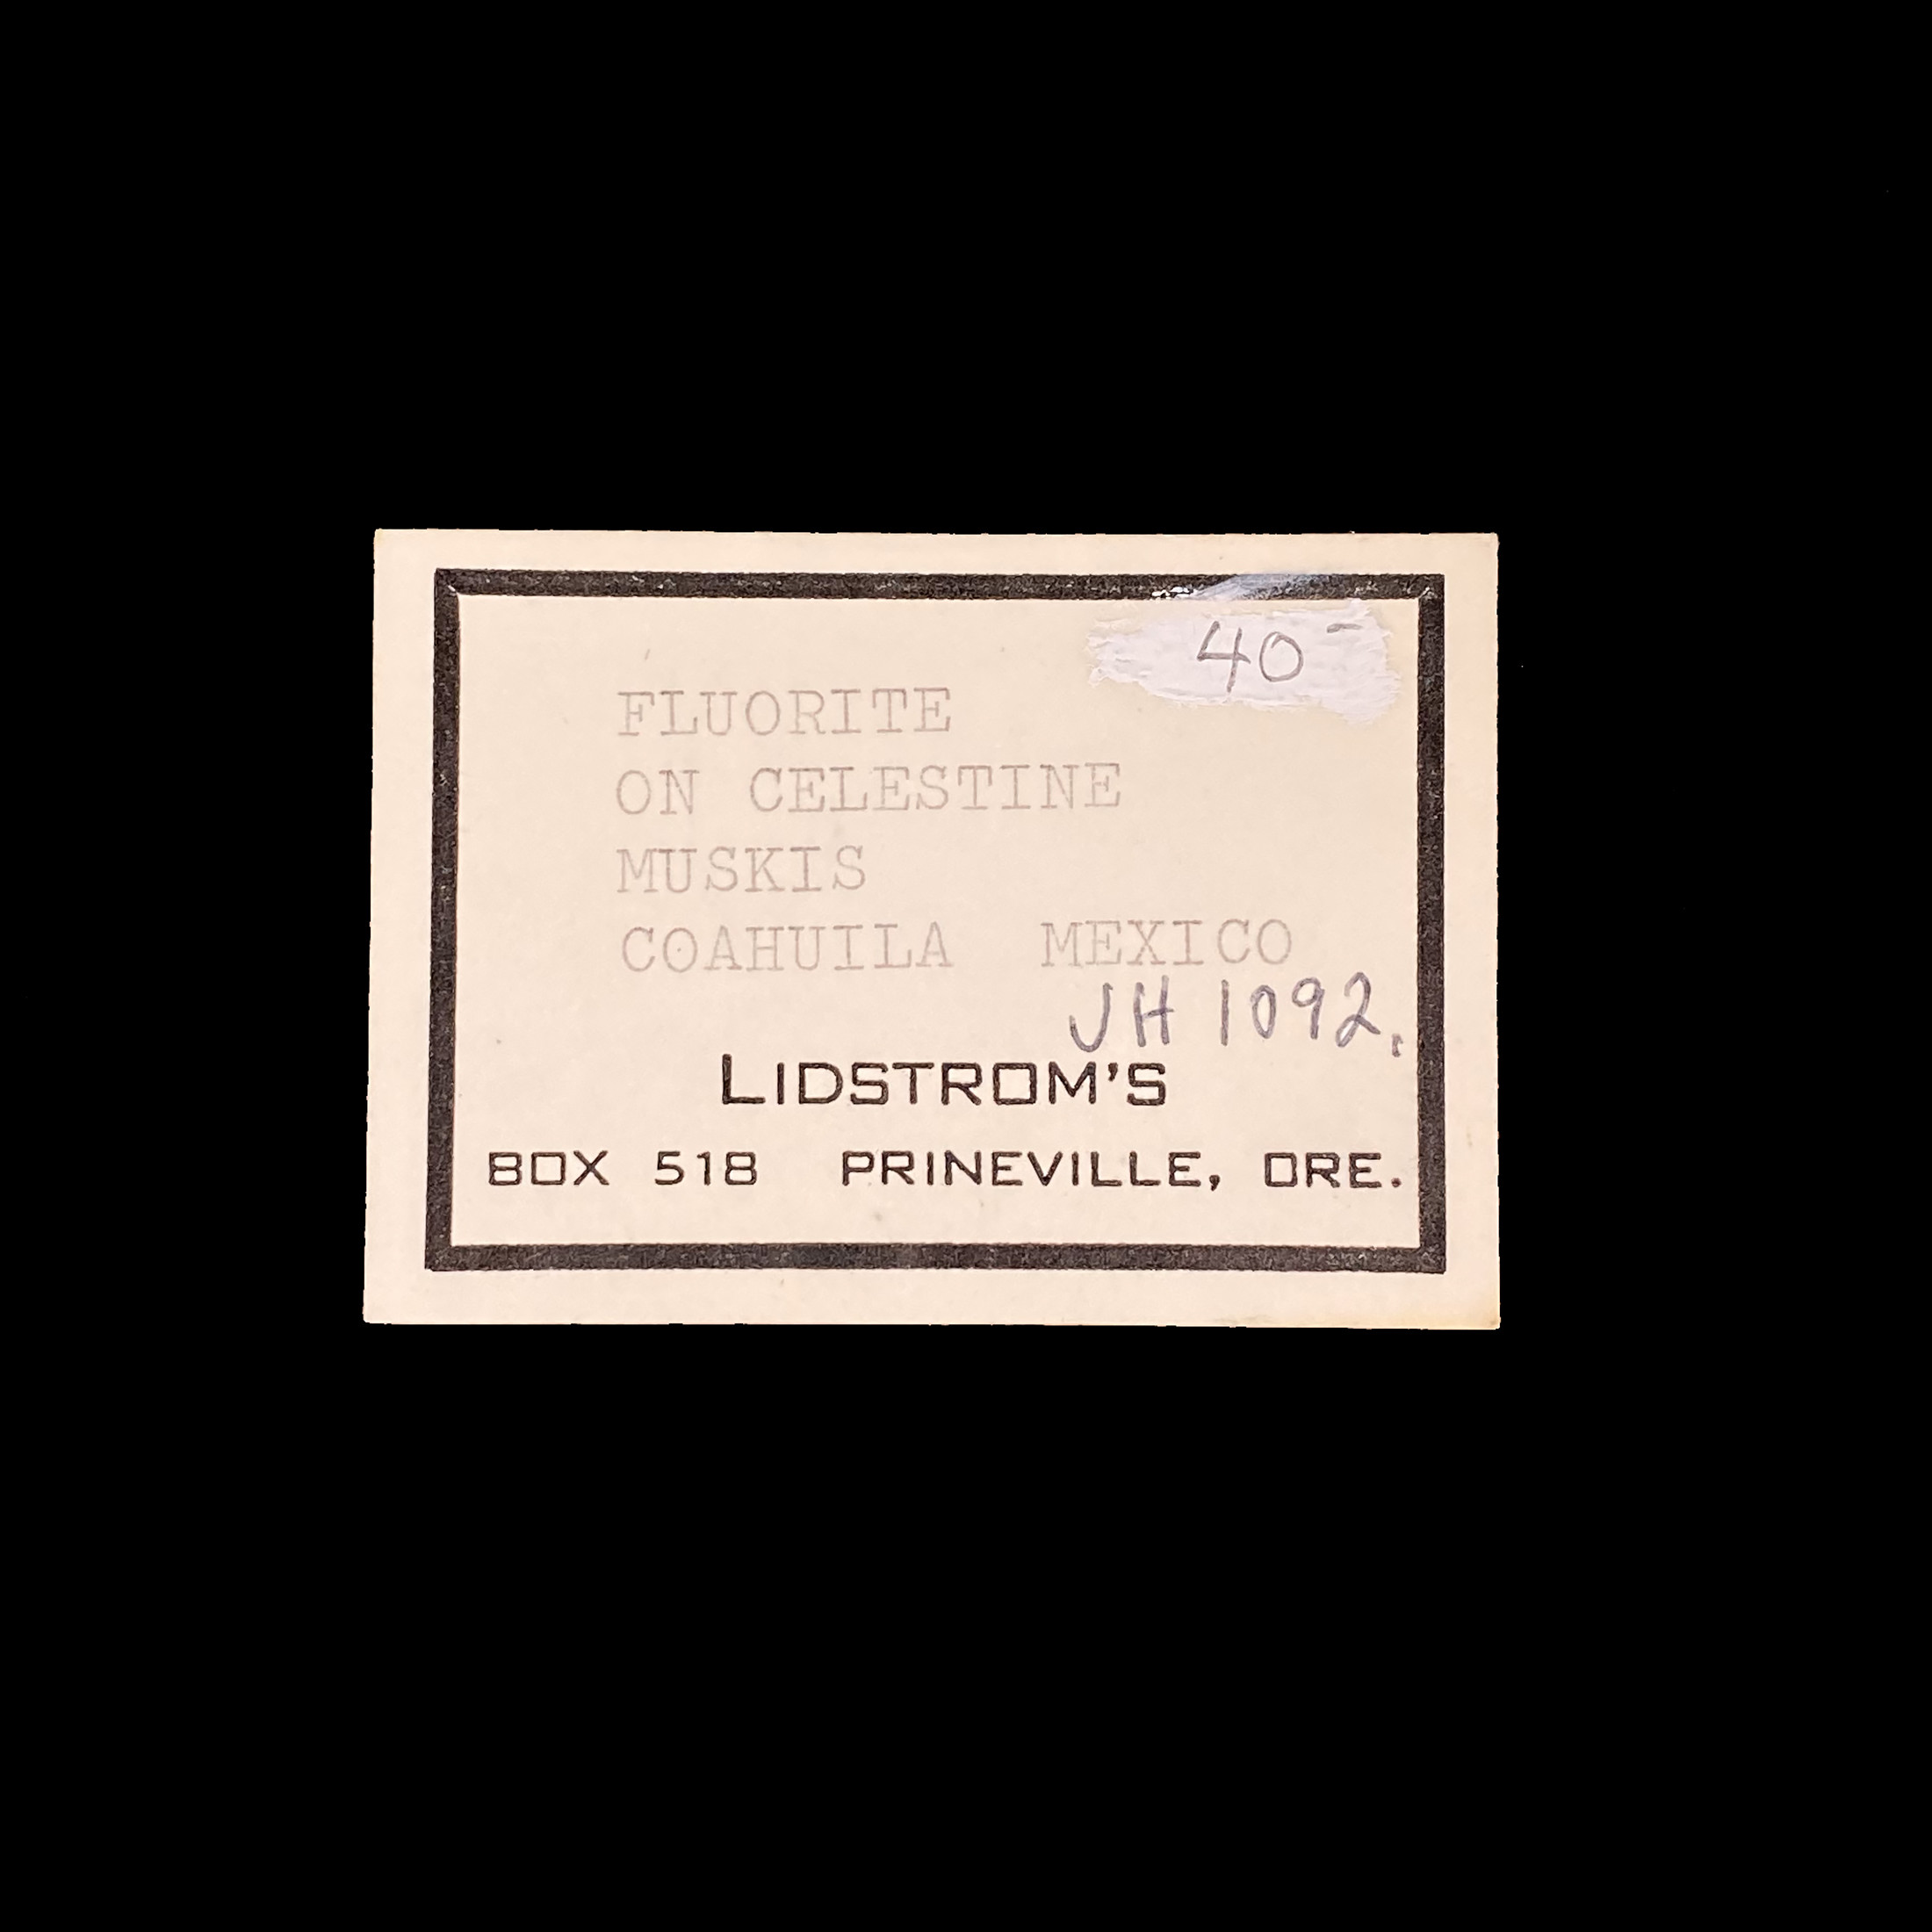 40-
FLUORITE
ON CELESTINE
MUSKIS
COAHUILA MEXICO
JH 1092.
LIDSTROM'S
BOX 518 PRINEVILLE, ORE.